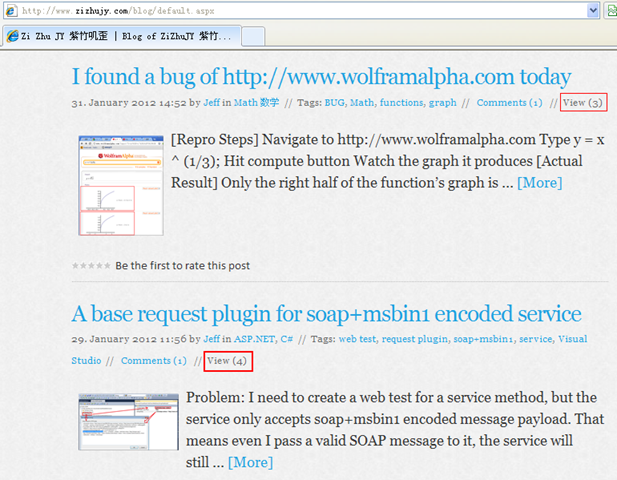 http://www.zizhujy.com/blog/default.aspx
Zi Zhu JY 紫竹叽歪 | Blog of ZiZhuJY 紫竹...
I found a bug of http://www.wolframalpha.com today
31. January 2012 14:52 by Jeff in Math 数学 // Tags: BUG, Math, functions, graph // Comments (1) // View (3)
[Repro Steps] Navigate to http://www.wolframalpha.com Type y = x
^ (1/3); Hit compute button Watch the graph it produces [Actual
Result] Only the right half of the function's graph is ... [More]
Be the first to rate this post
A base request plugin for soap+msbin1 encoded service
29. January 2012 11:56 by Jeff in ASP.NET, C# // Tags: web test, request plugin, soap+msbin1, service, Visual
Studio // Comments (1) // View (4)
Problem: I need to create a web test for a service method, but the
service only accepts soap+msbin1 encoded message payload. That
means even I pass a valid SOAP message to it, the service will
still ... [More]